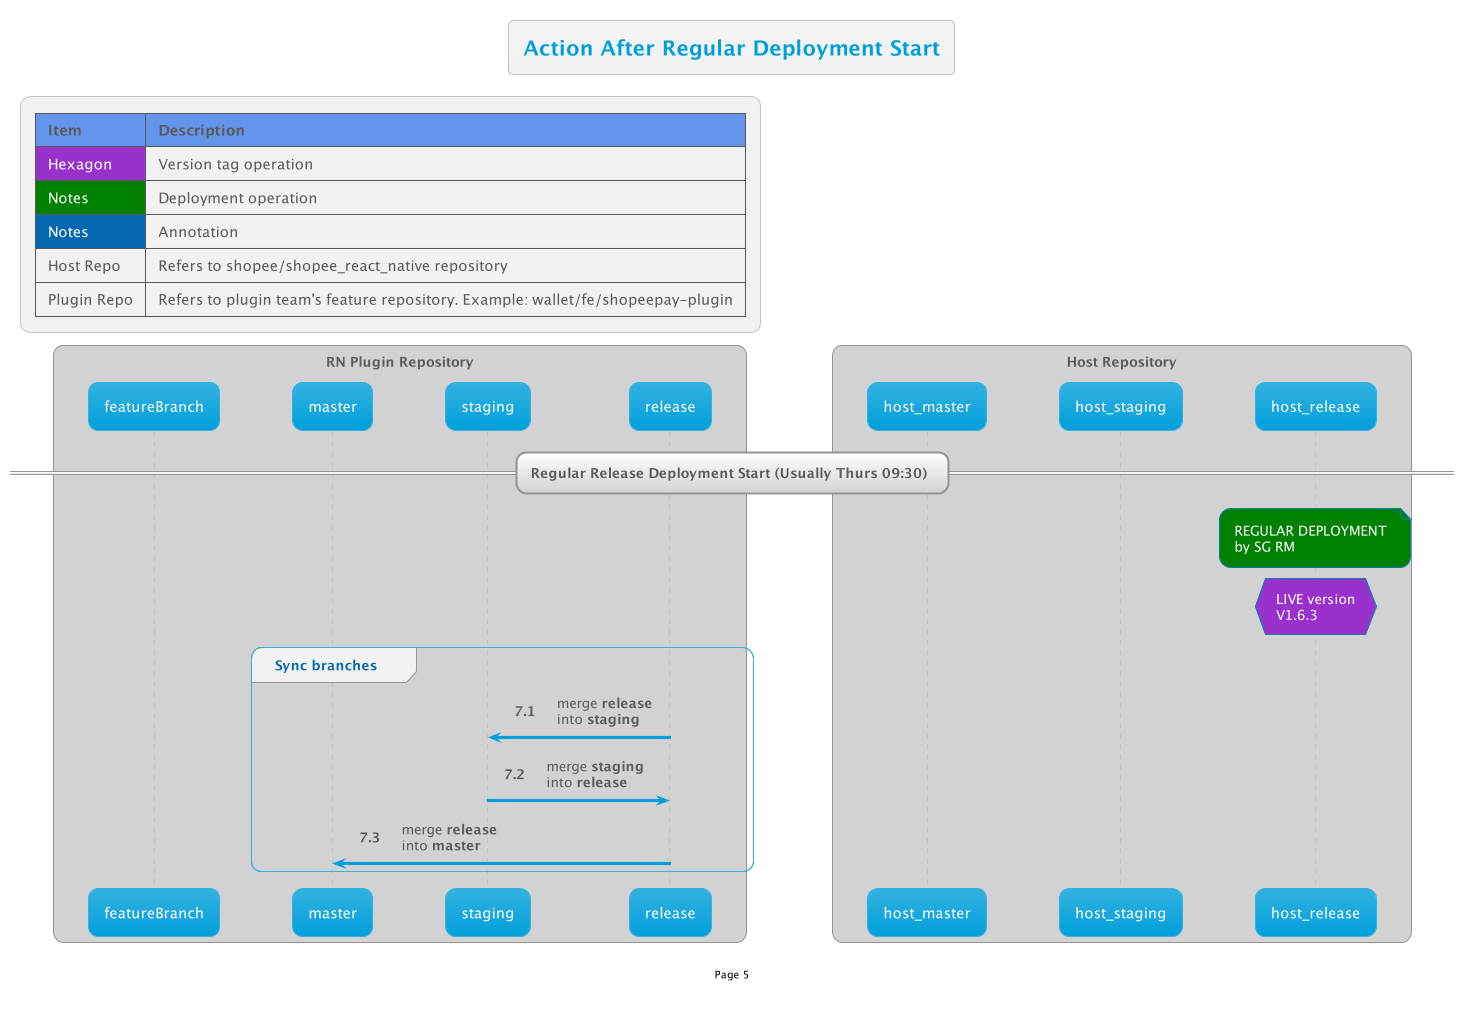 Action After Regular Deployment Start
Item Description
Hexagon Version tag operation
Notes Deployment operation
Notes Annotation
Host Repo Refers to shopee/shopee_react_native repository
Plugin Repo Refers to plugin team's feature repository. Example: wallet/fe/shopeepay-plugin
RN Plugin Repository
Host Repository
featureBranch master staging release host_master host_staging host_release
Regular Release Deployment Start (Usually Thurs 09:30)
REGULAR DEPLOYMENT
by SG RM
LIVE version
V1.6.3
Sync branches
7.1 merge release
into staging
7.2 merge staging
into release
7.3 merge release
into master
featureBranch master staging release host_master host_staging host_release
Page 5